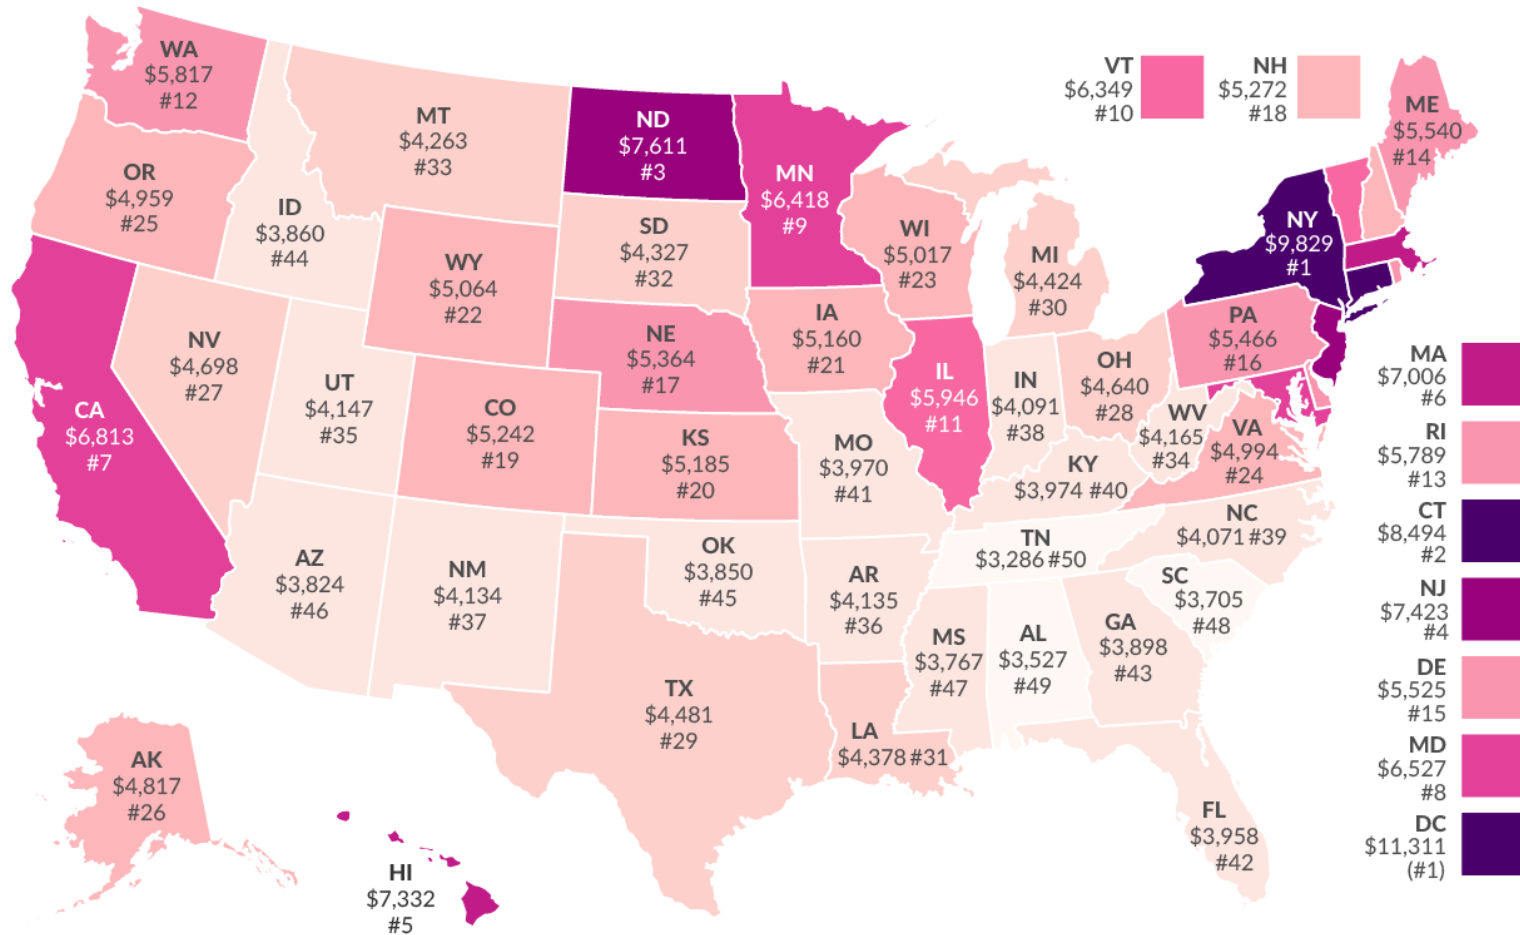 WA
$5,817
#12
MT
$4,263
#33
ND
$7,611
#3
MN
$6,418
#9
VT
$6,349
#10
NH
$5,272
#18
ME
$5,540
#14
OR
$4,959
#25
ID
$3,860
#44
WY
$5,064
#22
SD
$4,327
#32
WI
$5,017
#23
MI
$4,424
#30
NY
$9,829
#1
NV
$4,698
#27
UT
$4,147
#35
CO
$5,242
#19
NE
$5,364
#17
IA
$5,160
#21
IL
$5,946
#11
IN
$4,091
#38
OH
$4,640
#28
PA
$5,466
#16
CA
$6,813
#7
KS
$5,185
#20
MO
$3,970
#41
KY
$3,974 #40
WV
$4,165
#34
VA
$4,994
#24
MA
$7,006
#6
RI
$5,789
#13
CT
$8,494
#2
NJ
$7,423
#4
DE
$5,525
#15
MD
$6,527
#8
DC
$11,311
(#1)
AZ
$3,824
#46
NM
$4,134
#37
OK
$3,850
#45
AR
$4,135
#36
TN
$3,286 #50
NC
$4,071 #39
SC
$3,705
#48
MS
$3,767
#47
AL
$3,527
#49
GA
$3,898
#43
TX
$4,481
#29
LA
$4,378 #31
FL
$3,958
#42
AK
$4,817
#26
HI
$7,332
#5